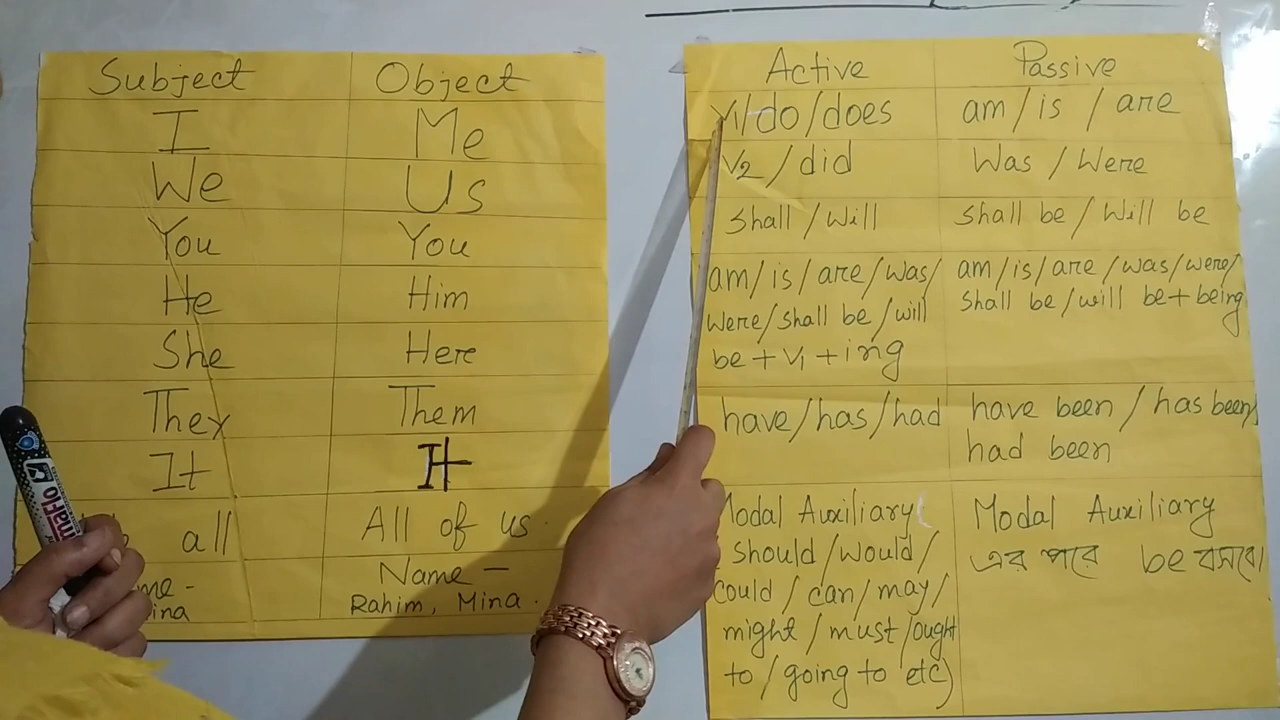 Subject Object
I Me
We Us
You You
He Him
She Here
They Them
It It
all All of us
Name –
Rahim, Mina.
Active Passive
V1/do/does am/is/are
V2/did Was/Were
shall/will shall be/will be
am/is/are/was/
were/shall be/will
be+V1+ing
am/is/are/was/were/
shall be/will be+being
have/has/had
have been/has been/
had been
Modal Auxiliary(
should/would/
could/can/may/
might/must/ought
to/going to etc)
Modal Auxiliary
এর পরে be বসবে।